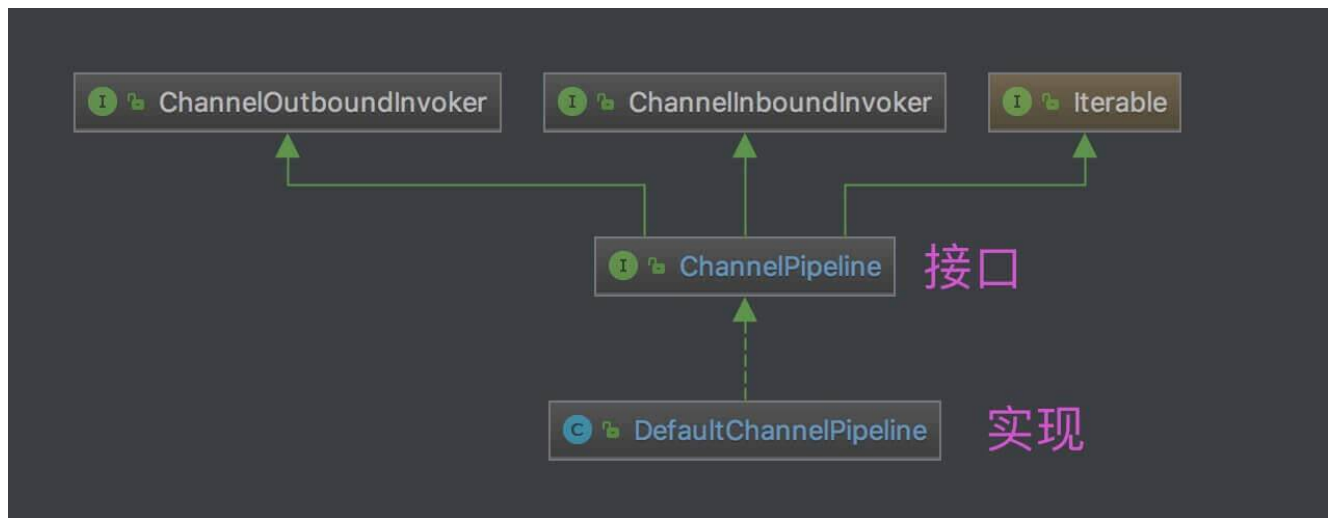 I ChannelOutboundInvoker
I ChannelInboundInvoker
I Iterable
I ChannelPipeline
接口
C DefaultChannelPipeline
实现